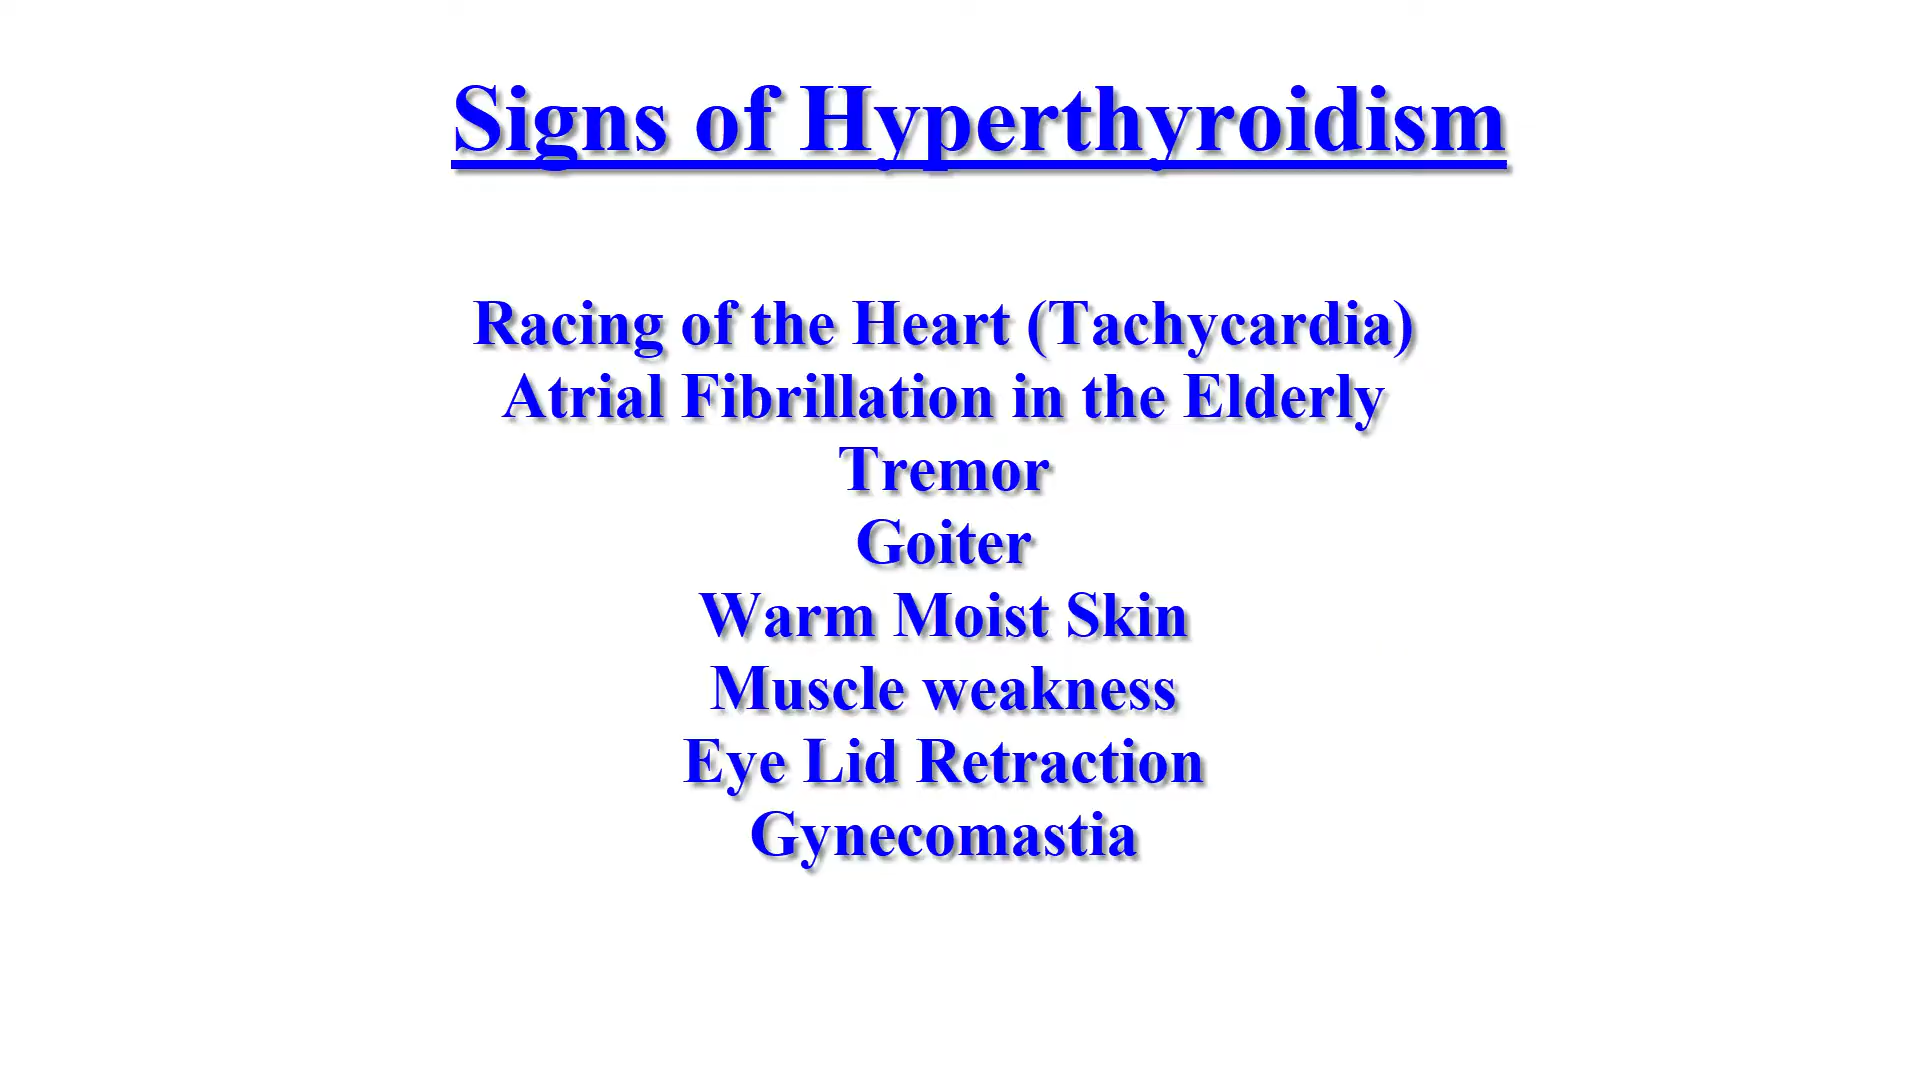 Signs of Hyperthyroidism
Racing of the Heart (Tachycardia)
Atrial Fibrillation in the Elderly
Tremor
Goiter
Warm Moist Skin
Muscle weakness
Eye Lid Retraction
Gynecomastia